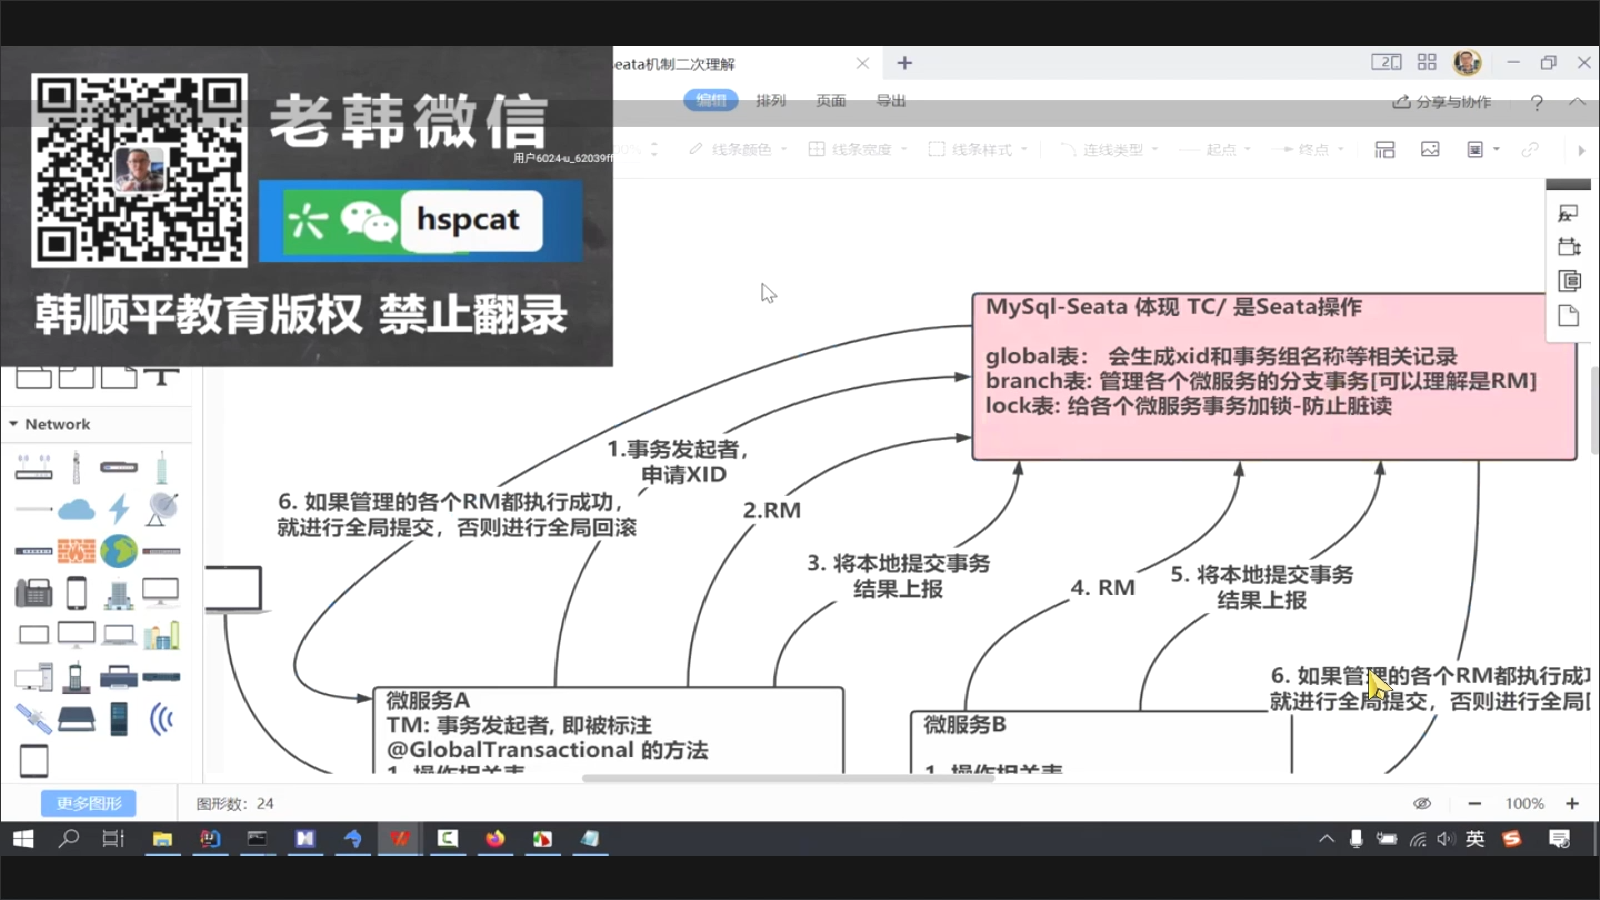 eata机制二次理解
老韩微信
用户6024-u_62039ff
hspcat
韩顺平教育版权 禁止翻录
编辑
排列
页面
导出
分享与协作
线条颜色
线条宽度
线条样式
连线类型
起点
终点
MySql-Seata 体现 TC/ 是Seata操作
global表： 会生成xid和事务组名称等相关记录
branch表: 管理各个微服务的分支事务[可以理解是RM]
lock表: 给各个微服务事务加锁-防止脏读
Network
1.事务发起者，
申请XID
6. 如果管理的各个RM都执行成功，
就进行全局提交，否则进行全局回滚
2.RM
3. 将本地提交事务
结果上报
4. RM
5. 将本地提交事务
结果上报
6. 如果管理的各个RM都执行成功
就进行全局提交，否则进行全局回
微服务A
TM: 事务发起者, 即被标注
@GlobalTransactional 的方法
1. 操作相关表
微服务B
1. 操作相关表
更多图形
图形数：24
100%
英